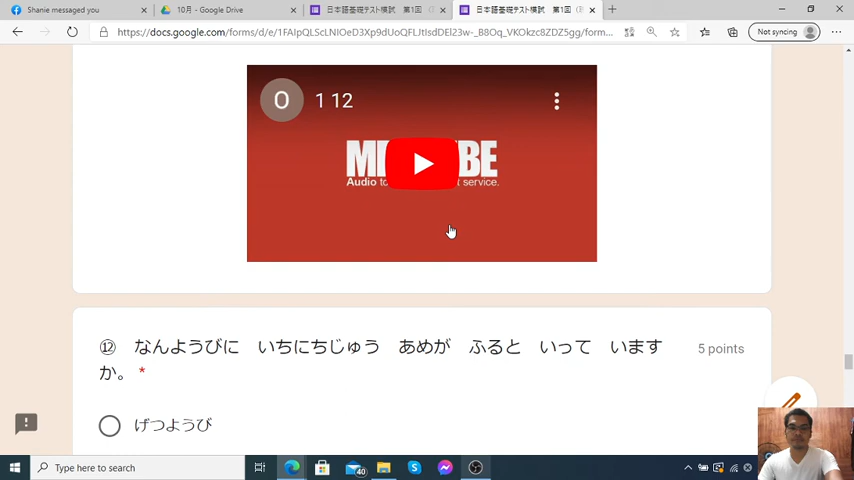 Shanie messaged you
10月 - Google Drive
日本語基礎テスト模試 第1回
日本語基礎テスト模試 第1回
https://docs.google.com/forms/d/e/1FAIpQLScLNIOeD3Xp9dUoQFIJtIsdDEl23w-_B8Oq_VKOkzc8ZDZ5gg/form...
Not syncing
O
1 12
Audio to
service.
⑫ なんようびに いちにちじゅう あめが ふると いって います
か。 *
5 points
げつようび
Type here to search
40